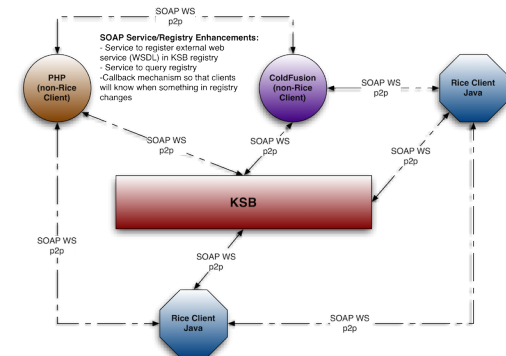 SOAP WS
p2p
SOAP Service/Registry Enhancements:
- Service to register external web
service (WSDL) in KSB registry
- Service to query registry
-Callback mechanism so that clients
will know when something in registry
changes
PHP
(non-Rice
Client)
ColdFusion
(non-Rice
Client)
SOAP WS
p2p
Rice Client
Java
SOAP WS
p2p
SOAP WS
p2p
SOAP WS
p2p
KSB
SOAP WS
p2p
SOAP WS
p2p
SOAP WS
p2p
Rice Client
Java
SOAP WS
p2p